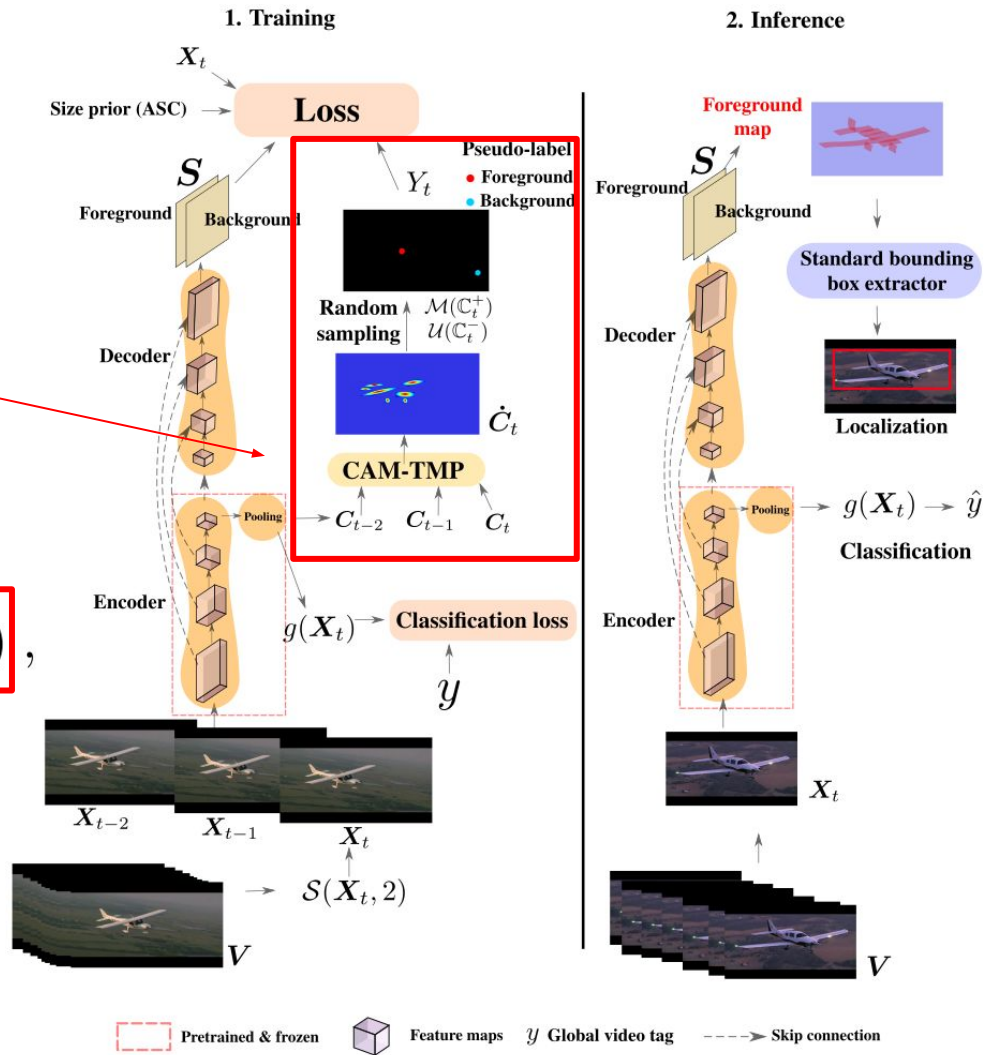 1. Training
X_t
Size prior (ASC)
Loss
S
Foreground
Background
Y_t
Pseudo-label
Foreground
Background
Random
sampling
M(ℂ_t^+)
U(ℂ_t^-)
Decoder
Ċ_t
CAM-TMP
C_{t-2}
C_{t-1}
C_t
Pooling
Encoder
g(X_t)
Classification loss
y
) ,
X_{t-2}
X_{t-1}
X_t
S(X_t, 2)
V
2. Inference
Foreground
map
S
Foreground
Background
Standard bounding
box extractor
Localization
Decoder
Pooling
g(X_t)
ŷ
Classification
Encoder
X_t
V
Pretrained & frozen
Feature maps
y Global video tag
Skip connection